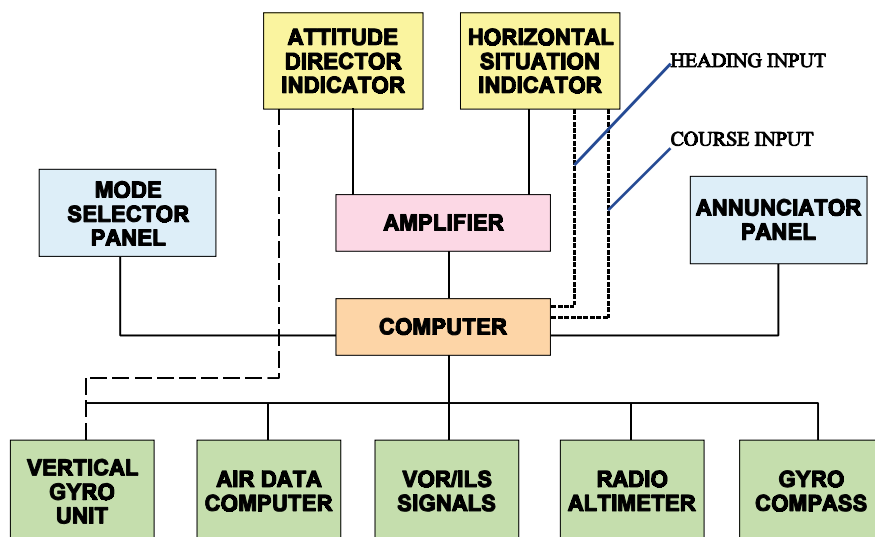 ATTITUDE
DIRECTOR
INDICATOR
HORIZONTAL
SITUATION
INDICATOR
HEADING INPUT
COURSE INPUT
MODE
SELECTOR
PANEL
AMPLIFIER
ANNUNCIATOR
PANEL
COMPUTER
VERTICAL
GYRO
UNIT
AIR DATA
COMPUTER
VOR/ILS
SIGNALS
RADIO
ALTIMETER
GYRO
COMPASS